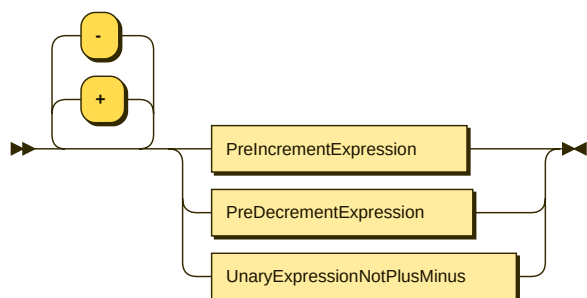 -
+
PreIncrementExpression
PreDecrementExpression
UnaryExpressionNotPlusMinus